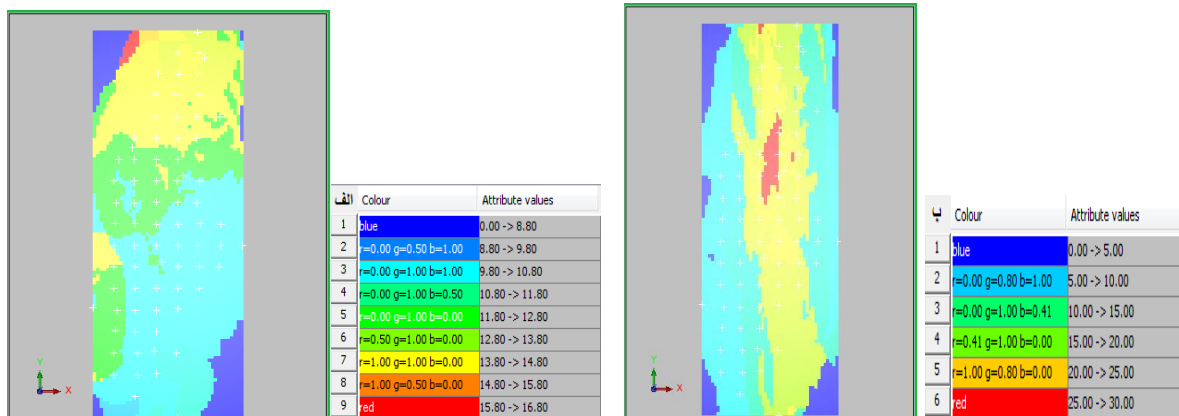 Y
X
الف Colour Attribute values
1 blue 0.00 -> 8.80
2 r=0.00 g=0.50 b=1.00 8.80 -> 9.80
3 r=0.00 g=1.00 b=1.00 9.80 -> 10.80
4 r=0.00 g=1.00 b=0.50 10.80 -> 11.80
5 r=0.00 g=1.00 b=0.00 11.80 -> 12.80
6 r=0.50 g=1.00 b=0.00 12.80 -> 13.80
7 r=1.00 g=1.00 b=0.00 13.80 -> 14.80
8 r=1.00 g=0.50 b=0.00 14.80 -> 15.80
9 red 15.80 -> 16.80
Y
X
ب Colour Attribute values
1 blue 0.00 -> 5.00
2 r=0.00 g=0.80 b=1.00 5.00 -> 10.00
3 r=0.00 g=1.00 b=0.41 10.00 -> 15.00
4 r=0.41 g=1.00 b=0.00 15.00 -> 20.00
5 r=1.00 g=0.80 b=0.00 20.00 -> 25.00
6 red 25.00 -> 30.00